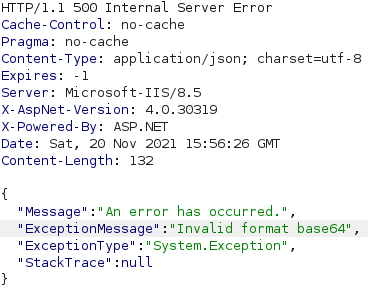 HTTP/1.1 500 Internal Server Error
Cache-Control: no-cache
Pragma: no-cache
Content-Type: application/json; charset=utf-8
Expires: -1
Server: Microsoft-IIS/8.5
X-AspNet-Version: 4.0.30319
X-Powered-By: ASP.NET
Date: Sat, 20 Nov 2021 15:56:26 GMT
Content-Length: 132

{
  "Message":"An error has occurred.",
  "ExceptionMessage":"Invalid format base64",
  "ExceptionType":"System.Exception",
  "StackTrace":null
}